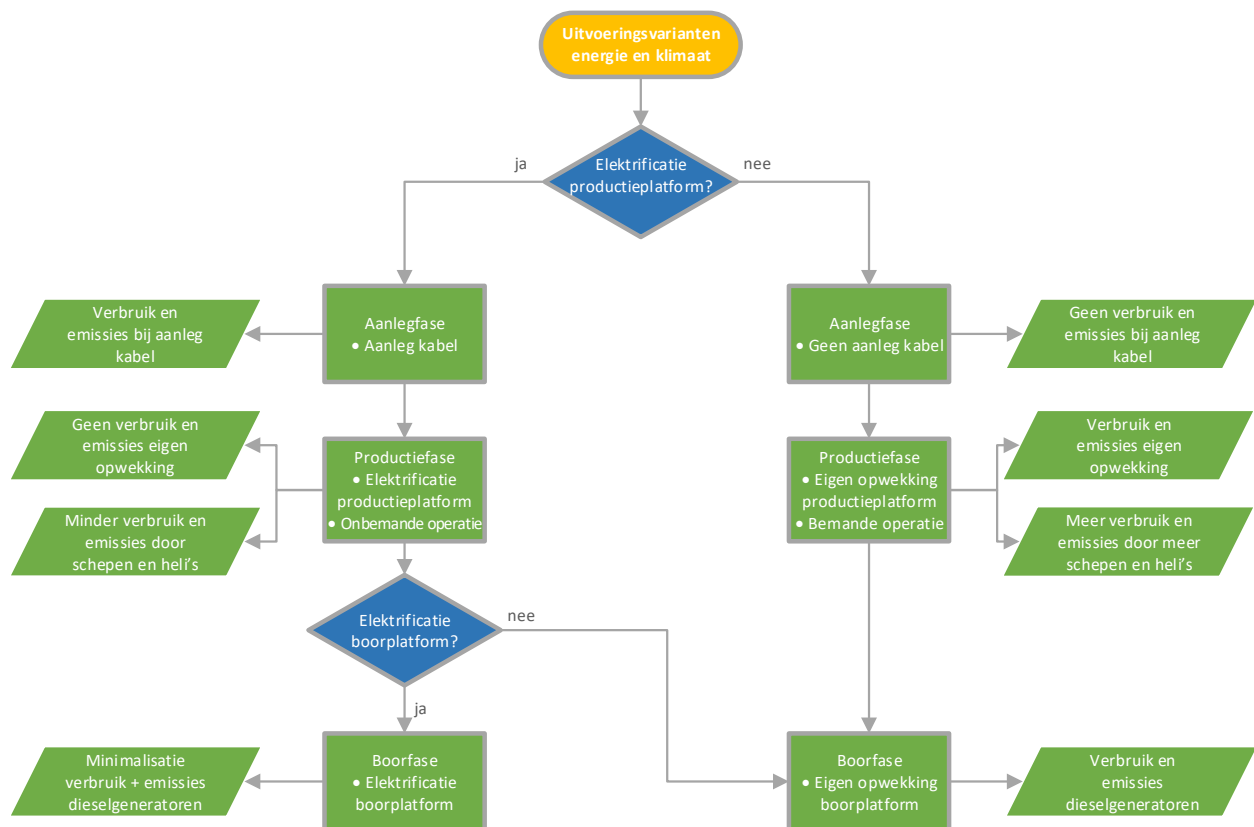 Uitvoeringsvarianten
energie en klimaat
Elektrificatie
productieplatform?
ja
nee
Verbruik en
emissies bij aanleg
kabel
Aanlegfase
• Aanleg kabel
Aanlegfase
• Geen aanleg kabel
Geen verbruik en
emissies bij aanleg
kabel
Geen verbruik en
emissies eigen
opwekking
Minder verbruik en
emissies door
schepen en heli's
Productiefase
• Elektrificatie
productieplatform
• Onbemande operatie
Productiefase
• Eigen opwekking
productieplatform
• Bemande operatie
Verbruik en
emissies eigen
opwekking
Meer verbruik en
emissies door meer
schepen en heli's
Elektrificatie
boorplatform?
nee
ja
Minimalisatie
verbruik + emissies
dieselgeneratoren
Boorfase
• Elektrificatie
boorplatform
Boorfase
• Eigen opwekking
boorplatform
Verbruik en
emissies
dieselgeneratoren